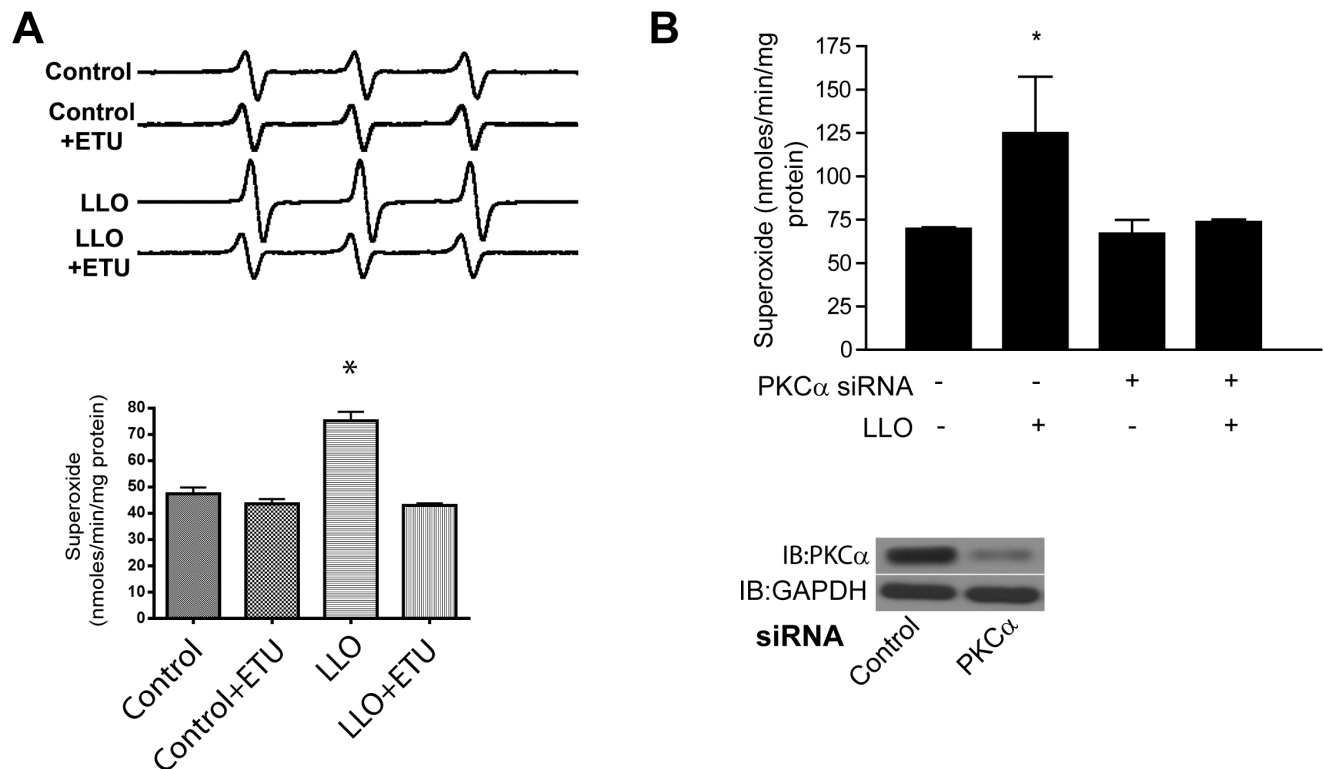 A
Control
Control
+ETU
LLO
LLO
+ETU
*
Superoxide
(nmoles/min/mg protein)
80
70
60
50
40
30
20
10
0
Control
Control+ETU
LLO
LLO+ETU
B
*
Superoxide (nmoles/min/mg
protein)
175
150
125
100
75
50
25
0
PKCα siRNA - - + +
LLO - + - +
IB:PKCα
IB:GAPDH
siRNA
Control
PKCα